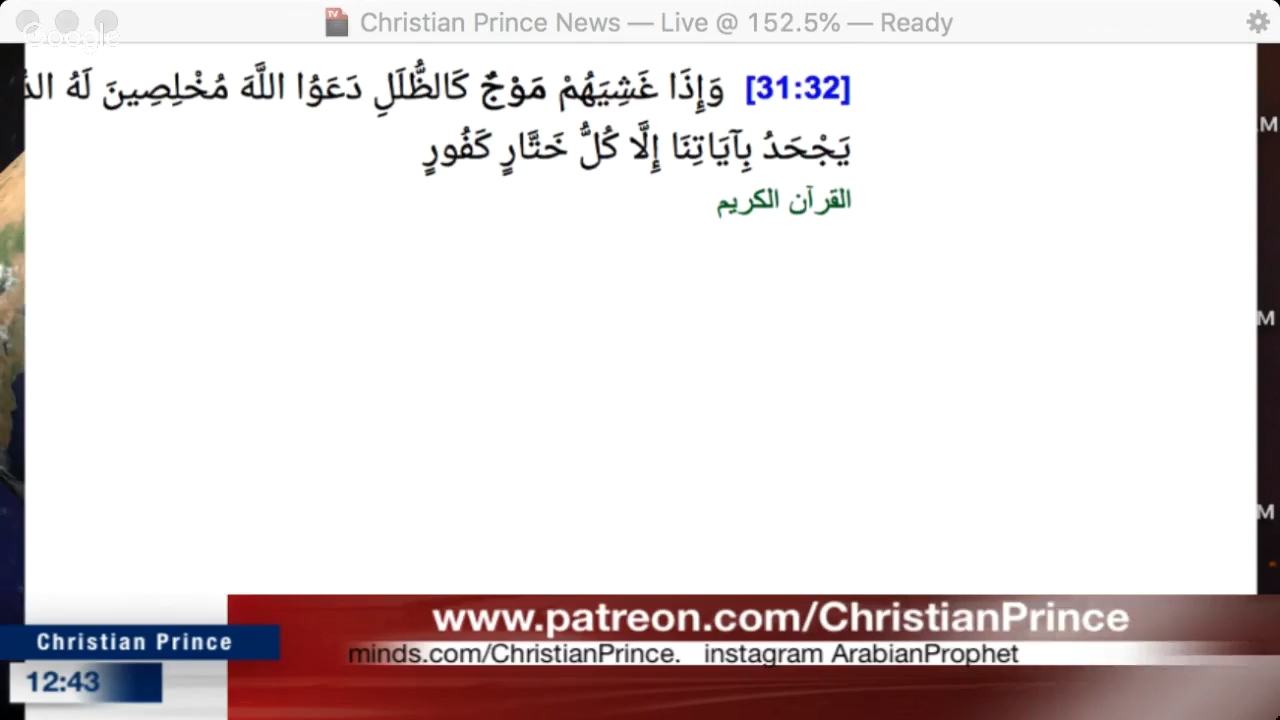 Christian Prince News — Live @ 152.5% — Ready
Google
[31:32] وَإِذَا غَشِيَهُمْ مَوْجٌ كَالظُّلَلِ دَعَوُا اللَّهَ مُخْلِصِينَ لَهُ
يَجْحَدُ بِآيَاتِنَا إِلَّا كُلُّ خَتَّارٍ كَفُورٍ
القرآن الكريم
M
M
M
www.patreon.com/ChristianPrince
Christian Prince
minds.com/ChristianPrince. instagram ArabianProphet
12:43